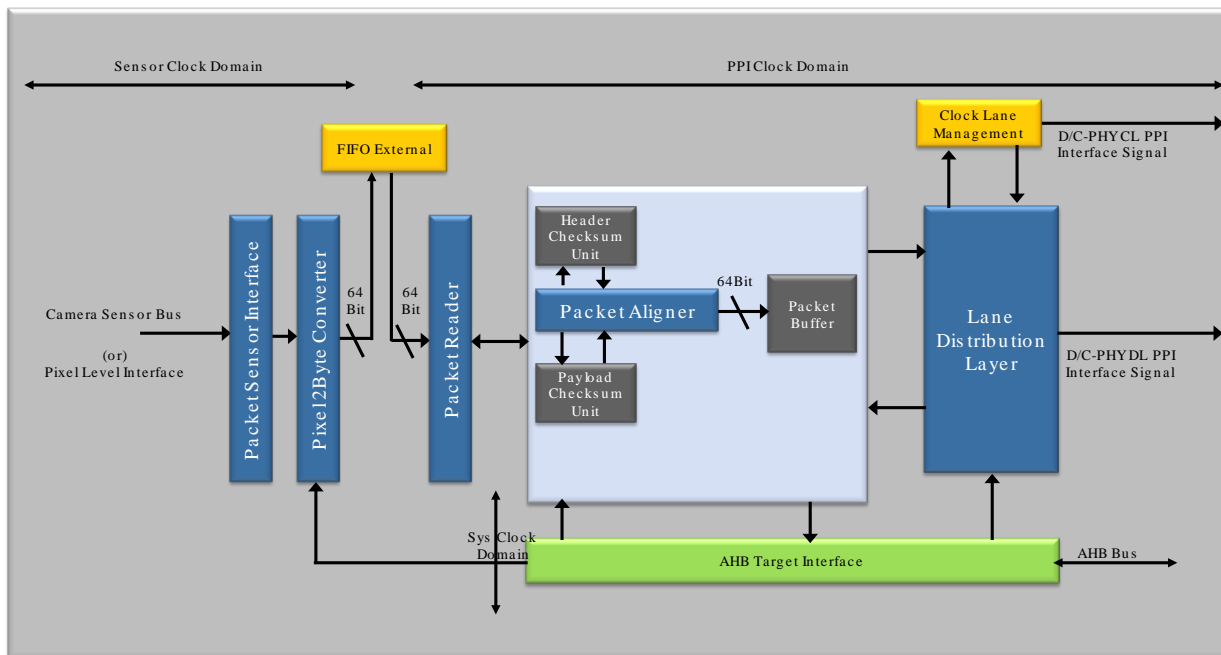 Sensor Clock Domain
PPI Clock Domain
Clock Lane
Management
D/C-PHYCL PPI
Interface Signal
FIFO External
Header
Checksum
Unit
64
Bit
64
Bit
64Bit
Packet Sensor Interface
Pixel2Byte Converter
Packet Reader
Packet Aligner
Packet
Buffer
Camera Sensor Bus
(or)
Pixel Level Interface
Lane
Distribution
Layer
D/C-PHYDL PPI
Interface Signal
Payload
Checksum
Unit
Sys Clock
Domain
AHB Target Interface
AHB Bus